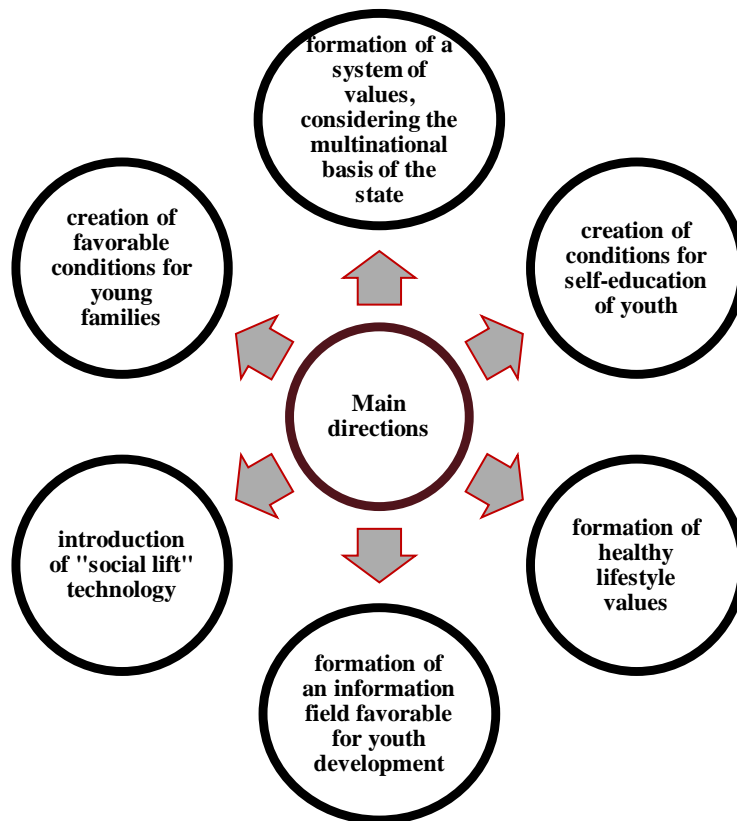 formation of a
system of
values,
considering the
multinational
basis of the
state
creation of
favorable
conditions for
young
families
creation of
conditions for
self-education
of youth
Main
directions
introduction
of "social lift"
technology
formation of
healthy
lifestyle
values
formation of
an information
field favorable
for youth
development